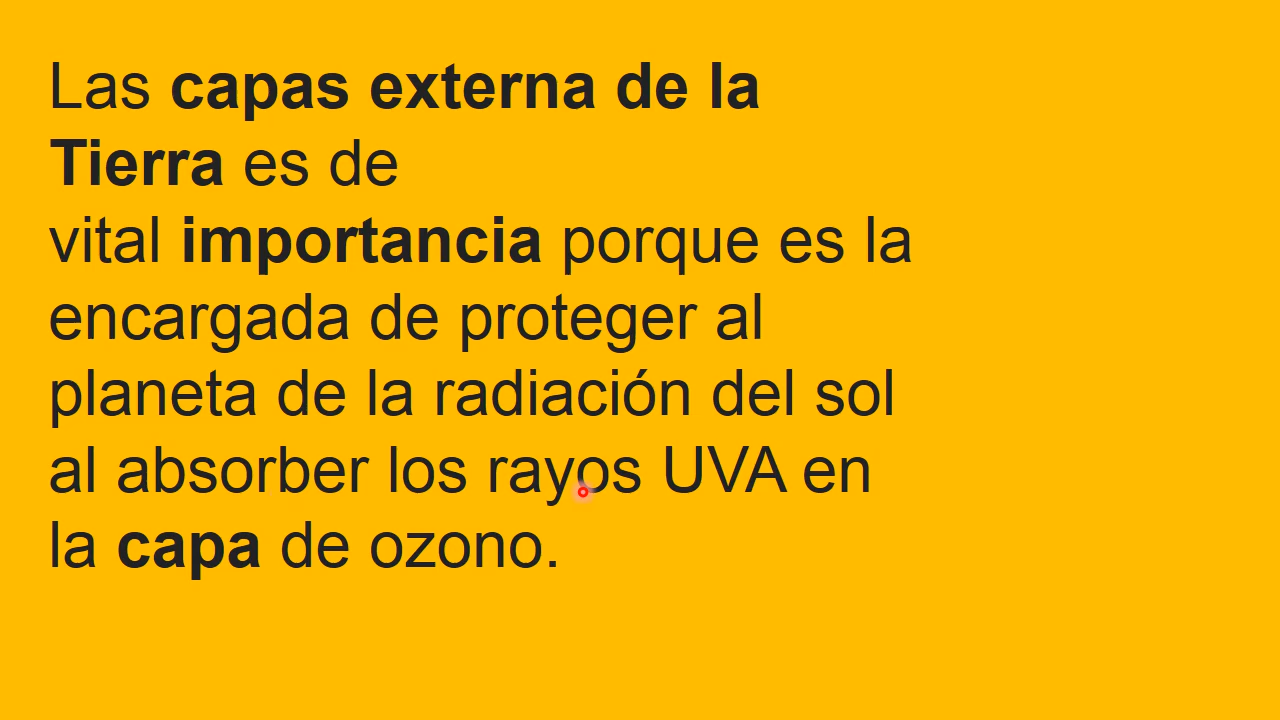 Las capas externa de la
Tierra es de
vital importancia porque es la
encargada de proteger al
planeta de la radiación del sol
al absorber los rayos UVA en
la capa de ozono.